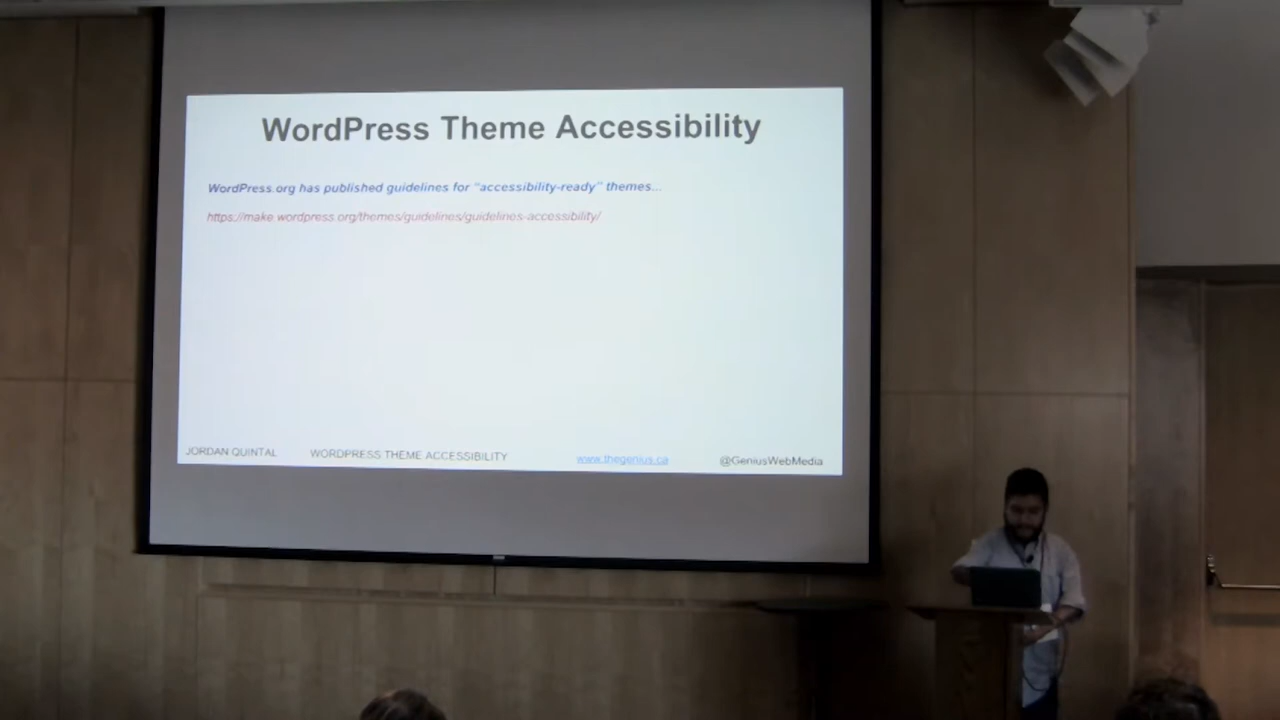 WordPress Theme Accessibility
WordPress.org has published guidelines for "accessibility-ready" themes...
https://make.wordpress.org/themes/guidelines/guidelines-accessibility/
JORDAN QUINTAL WORDPRESS THEME ACCESSIBILITY www.thegenius.ca @GeniusWebMedia